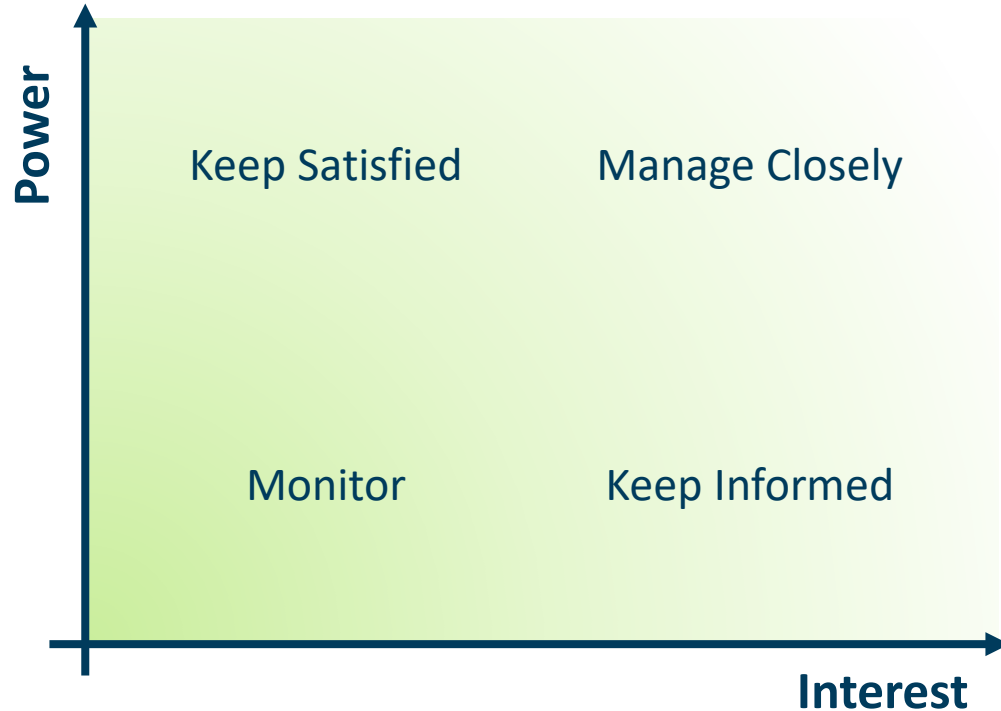 Power
Keep Satisfied
Manage Closely
Monitor
Keep Informed
Interest